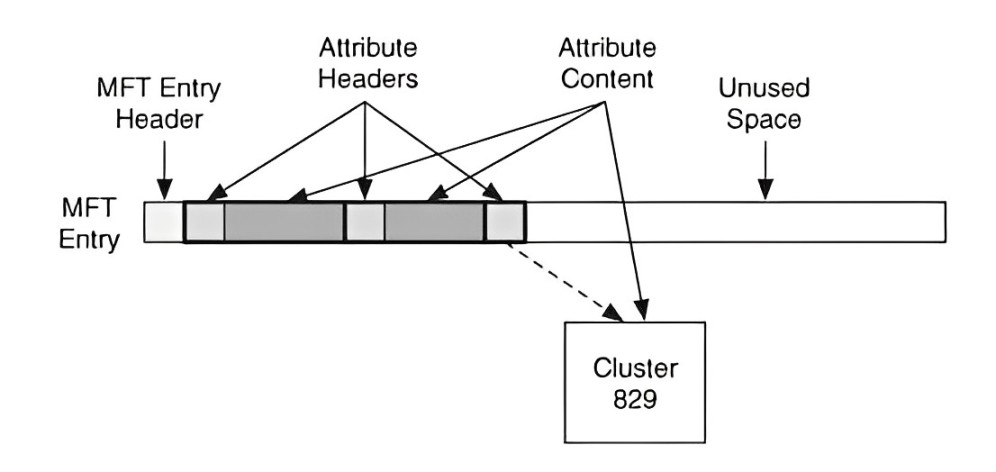 Attribute
Headers
Attribute
Content
MFT Entry
Header
Unused
Space
MFT
Entry
Cluster
829